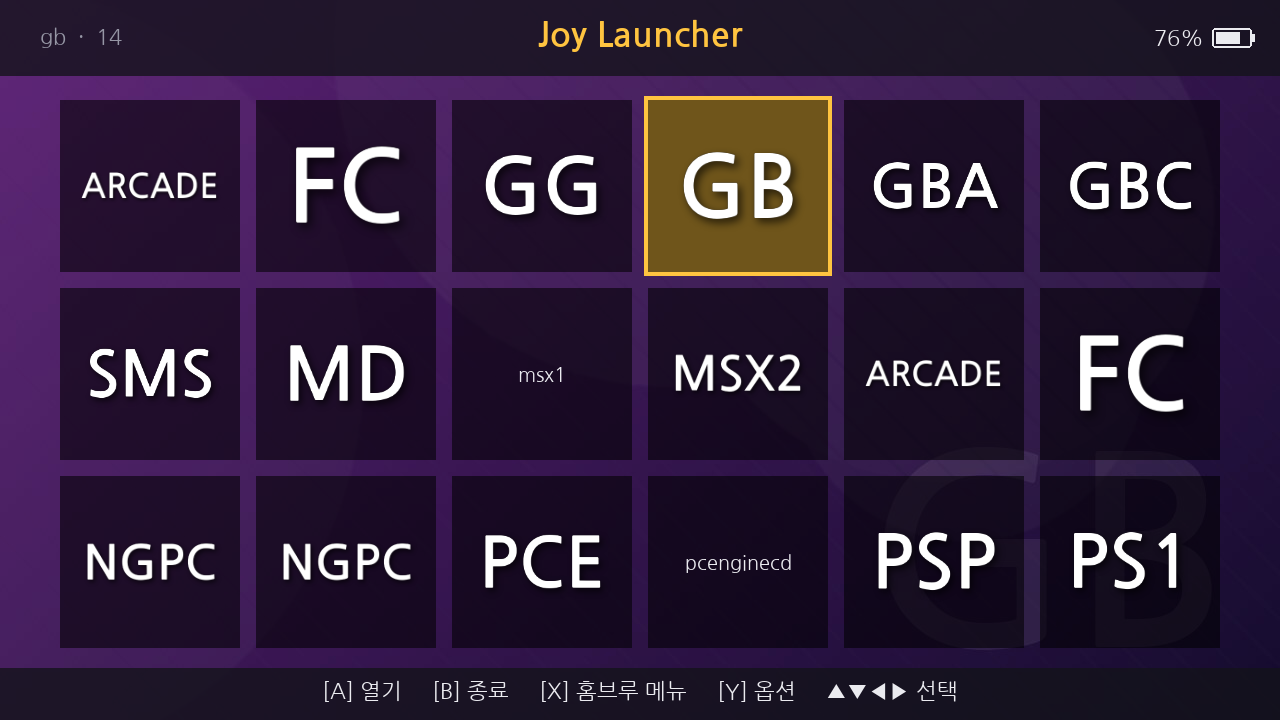 gb · 14
Joy Launcher
76%
ARCADE
FC
GG
GB
GBA
GBC
SMS
MD
msx1
MSX2
ARCADE
FC
NGPC
NGPC
PCE
pcenginecd
PSP
PS1
GB
[A] 열기 [B] 종료 [X] 홈브루 메뉴 [Y] 옵션 ▲▼◀▶ 선택